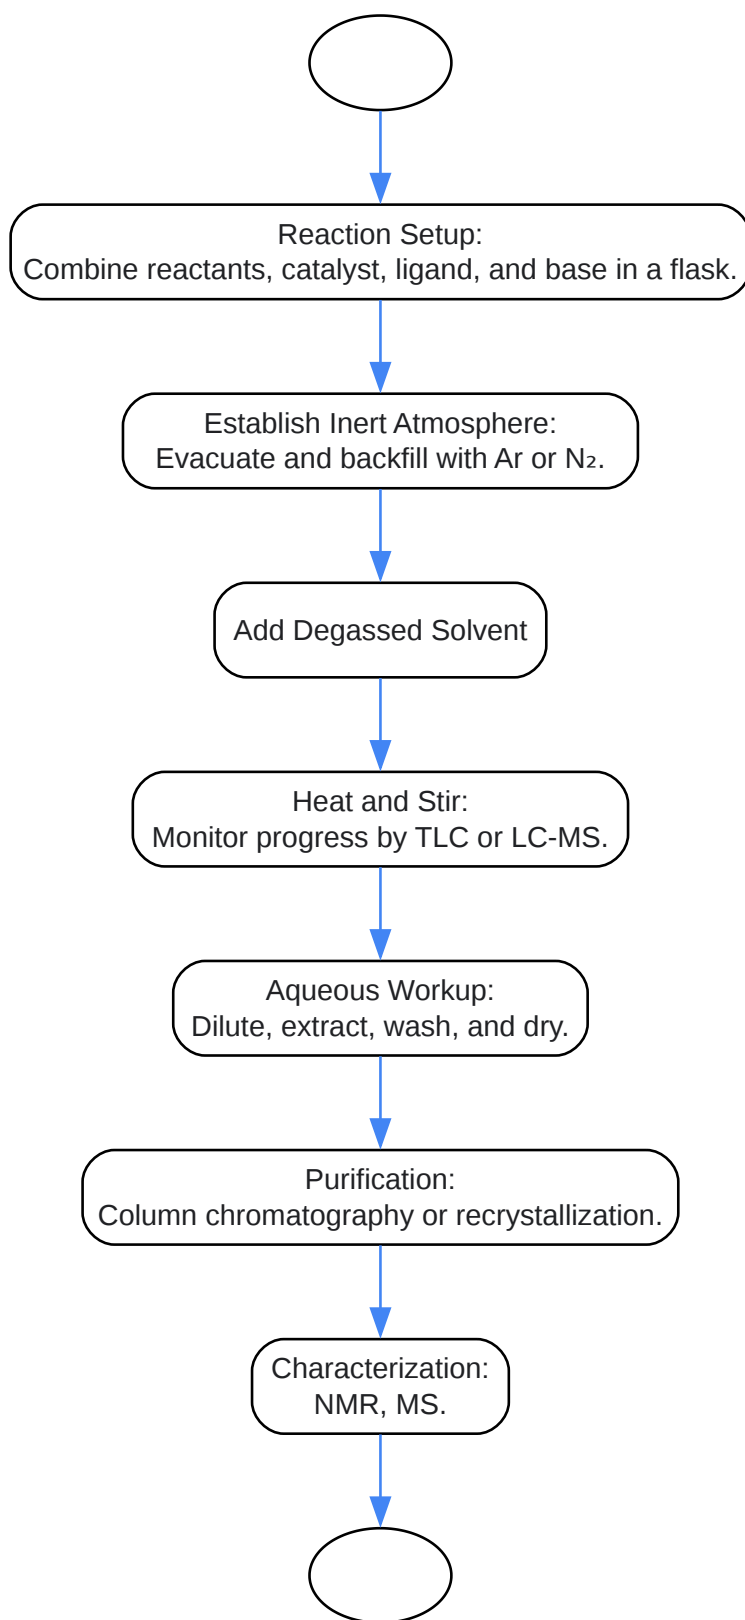 Reaction Setup:
Combine reactants, catalyst, ligand, and base in a flask.
Establish Inert Atmosphere:
Evacuate and backfill with Ar or N₂.
Add Degassed Solvent
Heat and Stir:
Monitor progress by TLC or LC-MS.
Aqueous Workup:
Dilute, extract, wash, and dry.
Purification:
Column chromatography or recrystallization.
Characterization:
NMR, MS.